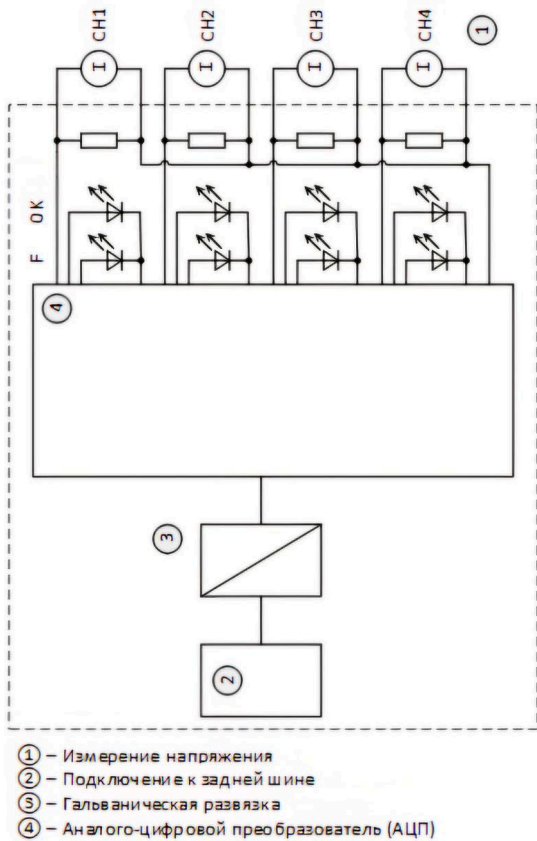 CH1 CH2 CH3 CH4 1
I I I I
OK
F
4
3
2
1 – Измерение напряжения
2 – Подключение к задней шине
3 – Гальваническая развязка
4 – Аналого-цифровой преобразователь (АЦП)